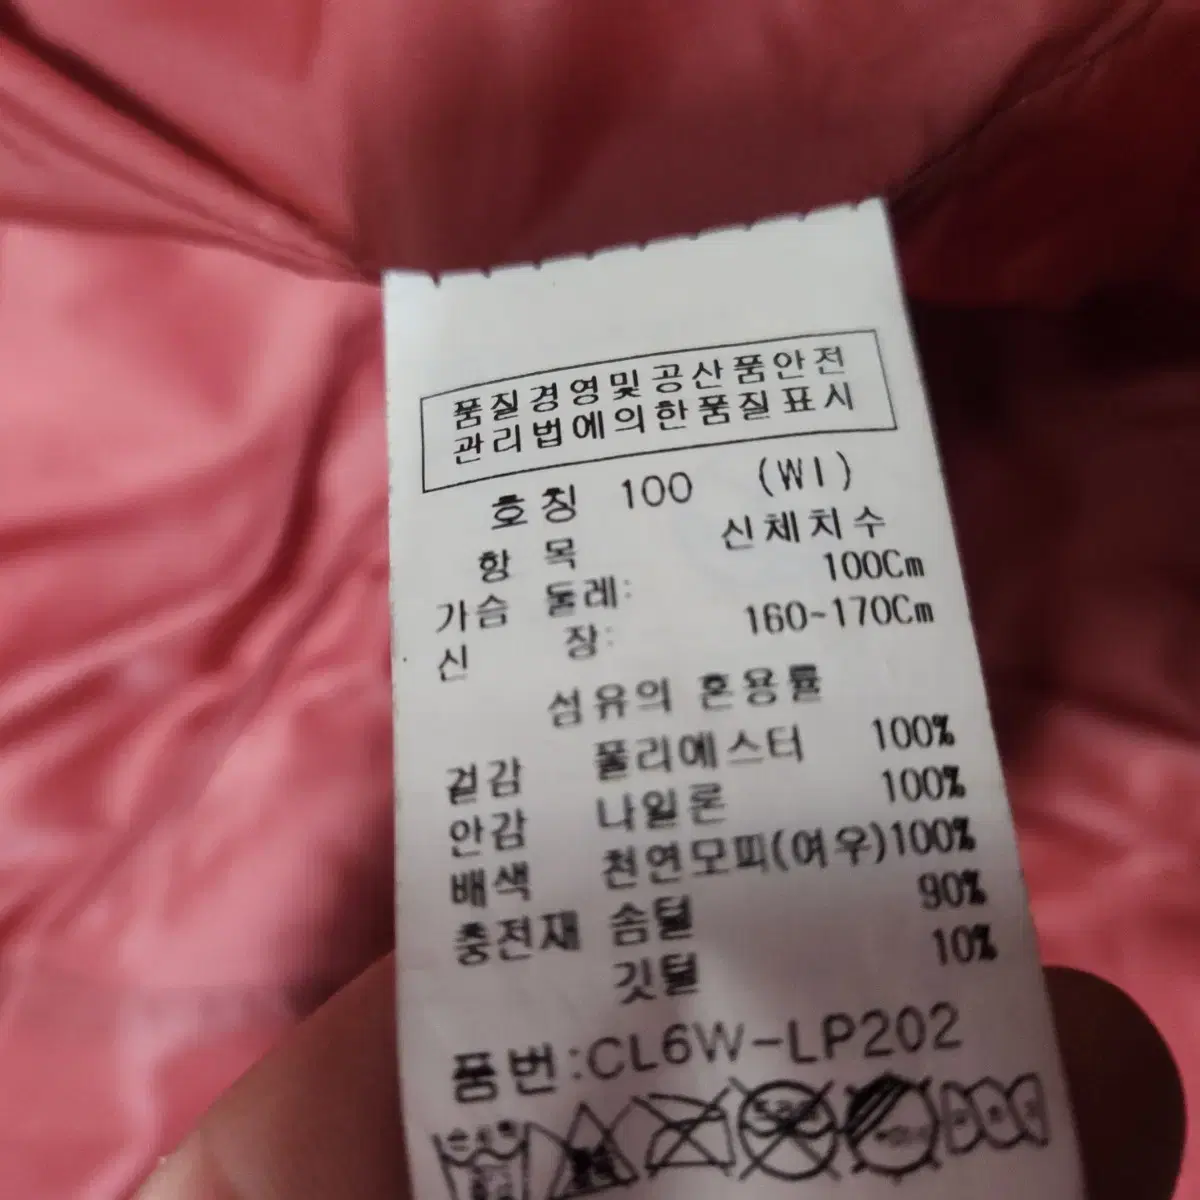 품질경영및공산품안전
관리법에의한품질표시
호칭 100 (WI)
항목 신체치수
가슴둘레: 100Cm
신 장: 160~170Cm
섬유의 혼용률
겉감 폴리에스터 100%
안감 나일론 100%
배색 천연모피(여우)100%
충전재 솜털 90%
깃털 10%
품번:CL6W-LP202